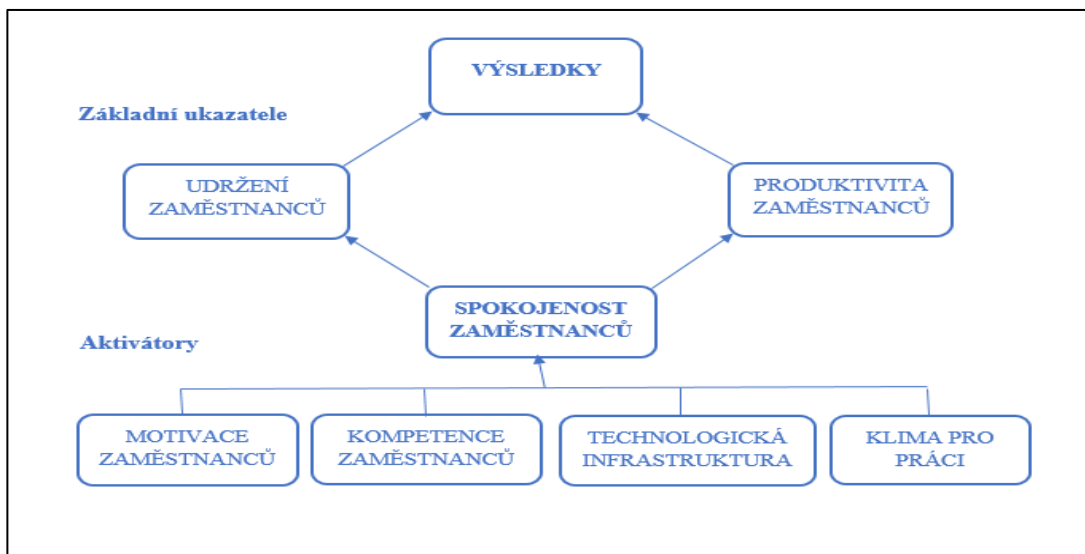 VÝSLEDKY
Základní ukazatele
UDRŽENÍ
ZAMĚSTNANCŮ
PRODUKTIVITA
ZAMĚSTNANCŮ
SPOKOJENOST
ZAMĚSTNANCŮ
Aktivátory
MOTIVACE
ZAMĚSTNANCŮ
KOMPETENCE
ZAMĚSTNANCŮ
TECHNOLOGICKÁ
INFRASTRUKTURA
KLIMA PRO
PRÁCI